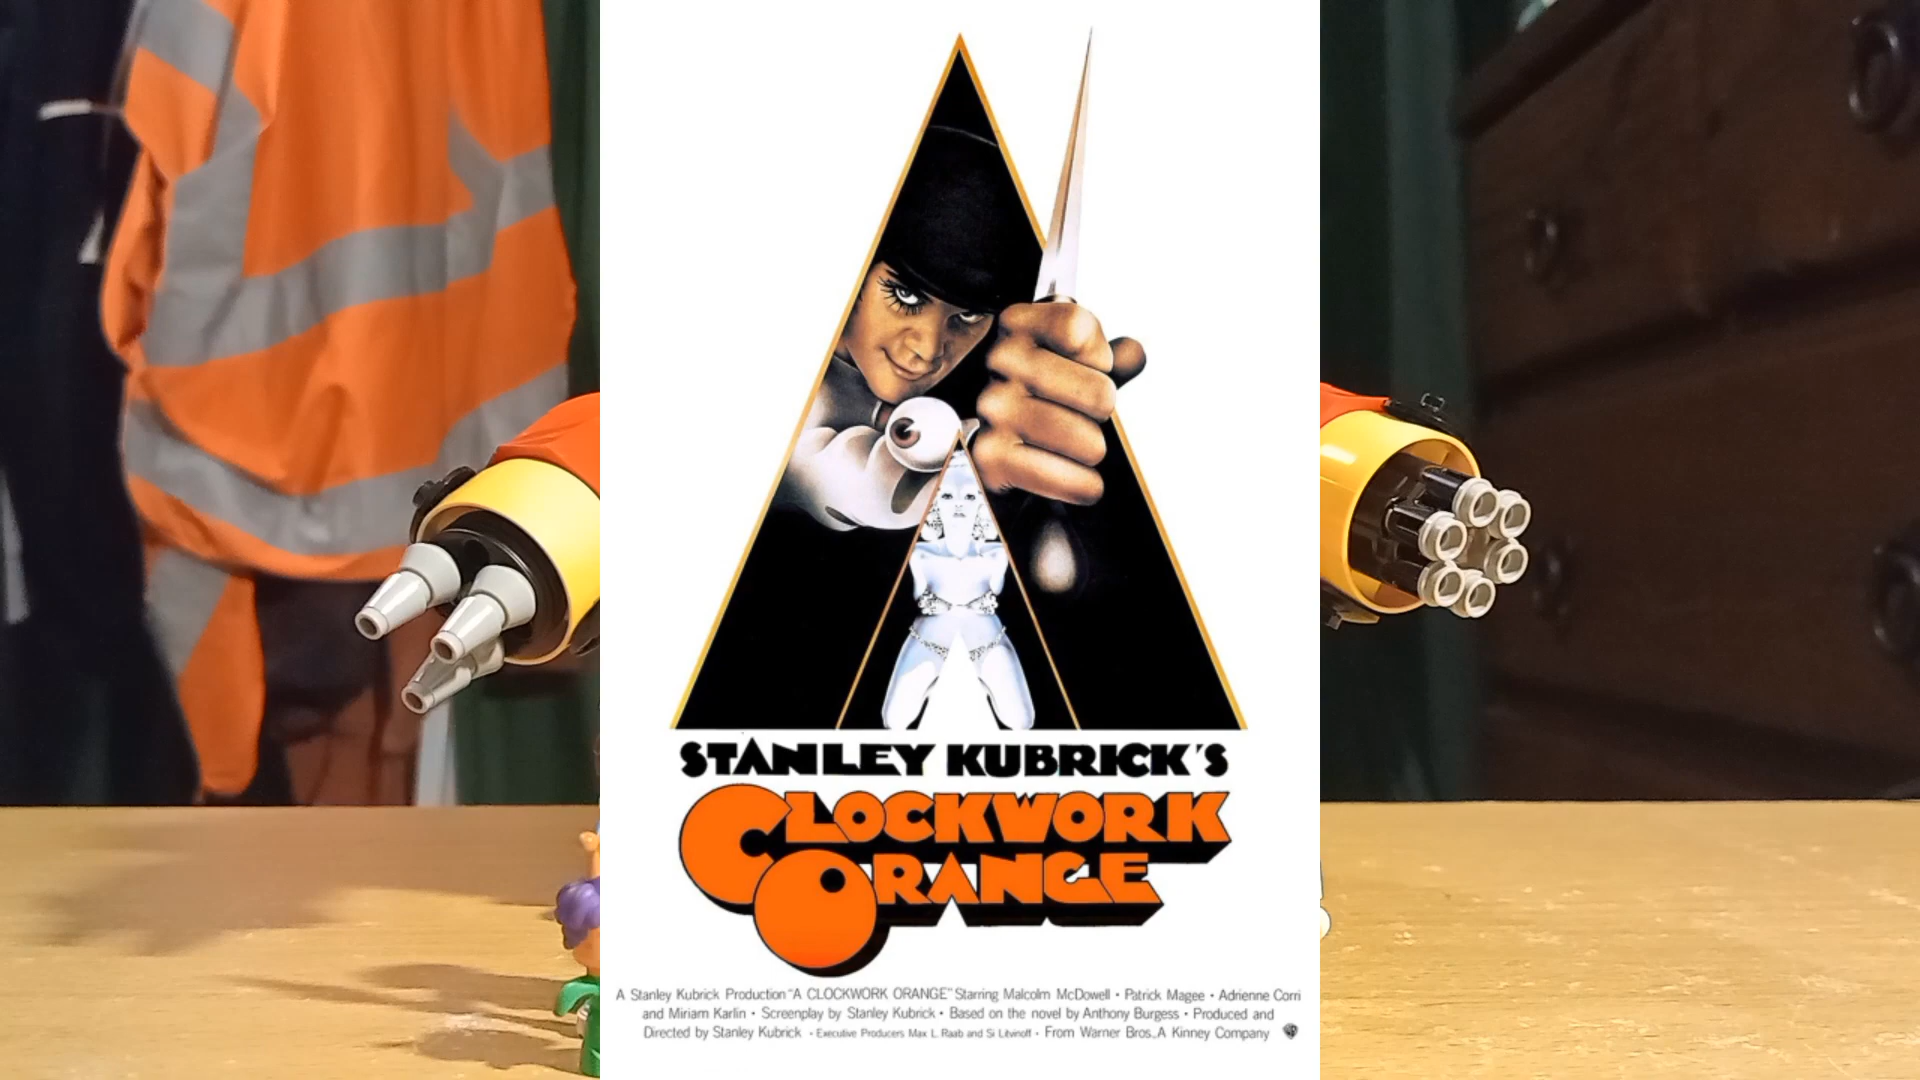 STANLEY KUBRICK'S
CLOCKWORK
ORANGE
A Stanley Kubrick Production "A CLOCKWORK ORANGE" Starring Malcolm McDowell • Patrick Magee • Adrienne Corri
and Miriam Karlin • Screenplay by Stanley Kubrick • Based on the novel by Anthony Burgess • Produced and
Directed by Stanley Kubrick • Executive Producers Max L. Raab and Si Litvinoff • From Warner Bros., A Kinney Company